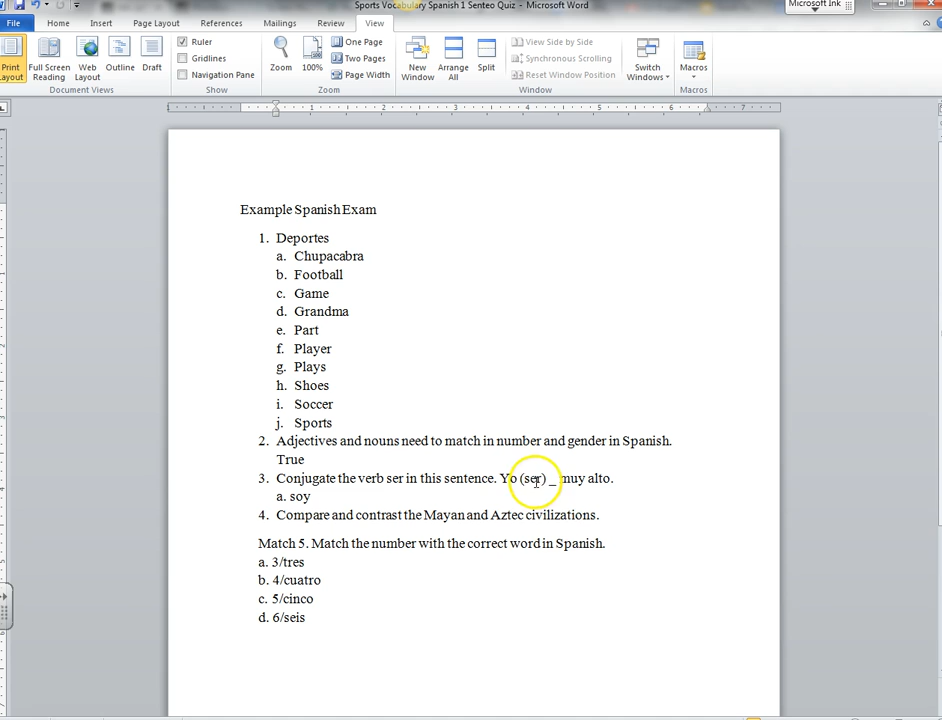 Sports Vocabulary Spanish 1 Senteo Quiz - Microsoft Word
Microsoft Ink
File Home Insert Page Layout References Mailings Review View
Print Layout
Full Screen Reading
Web Layout
Outline
Draft
Document Views
Ruler
Gridlines
Navigation Pane
Show
Zoom
100%
One Page
Two Pages
Page Width
Zoom
New Window
Arrange All
Split
View Side by Side
Synchronous Scrolling
Reset Window Position
Window
Switch Windows
Macros
Macros
1 2 3 4 5 6 7
Example Spanish Exam
1. Deportes
a. Chupacabra
b. Football
c. Game
d. Grandma
e. Part
f. Player
g. Plays
h. Shoes
i. Soccer
j. Sports
2. Adjectives and nouns need to match in number and gender in Spanish.
True
3. Conjugate the verb ser in this sentence. Yo (ser) _ muy alto.
a. soy
4. Compare and contrast the Mayan and Aztec civilizations.
Match 5. Match the number with the correct word in Spanish.
a. 3/tres
b. 4/cuatro
c. 5/cinco
d. 6/seis